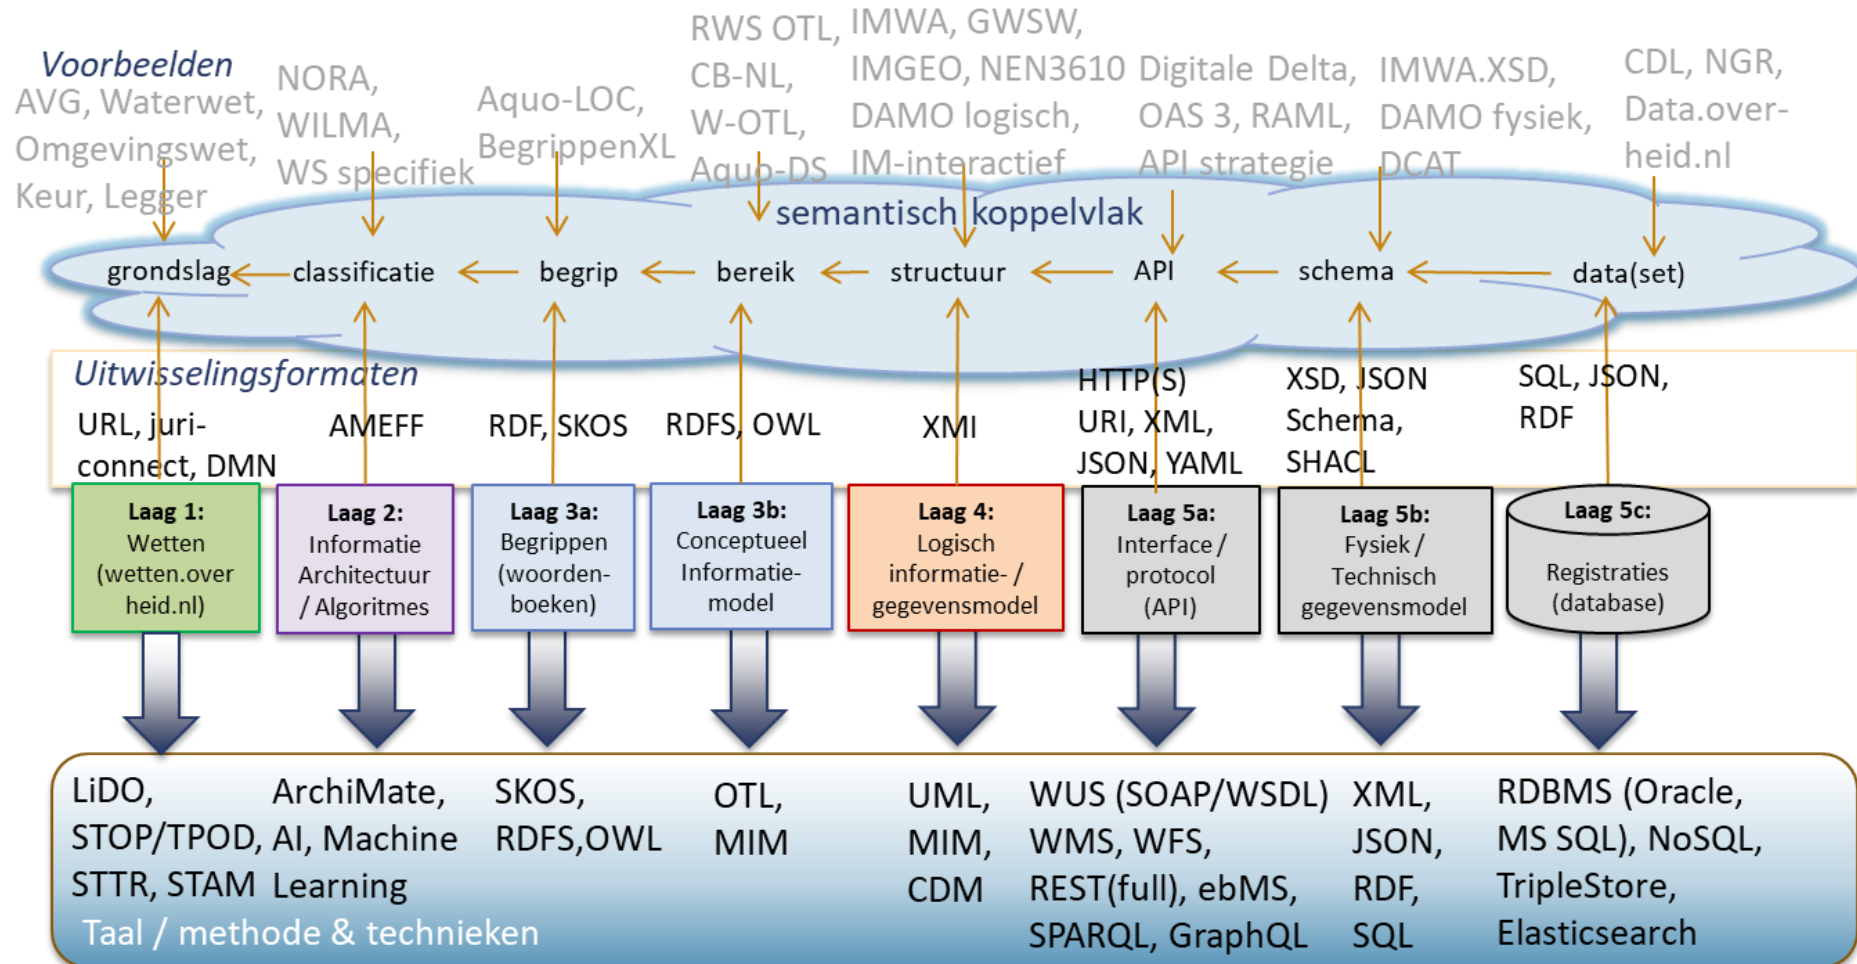 Voorbeelden
AVG, Waterwet,
Omgevingswet,
Keur, Legger
NORA,
WILMA,
WS specifiek
Aquo-LOC,
BegrippenXL
RWS OTL,
CB-NL,
W-OTL,
Aquo-DS
IMWA, GWSW,
IMGEO, NEN3610
DAMO logisch,
IM-interactief
Digitale Delta,
OAS 3, RAML,
API strategie
IMWA.XSD,
DAMO fysiek,
DCAT
CDL, NGR,
Data.over-
heid.nl
semantisch koppelvlak
grondslag
classificatie
begrip
bereik
structuur
API
schema
data(set)
Uitwisselingsformaten
URL, juri-
connect, DMN
AMEFF
RDF, SKOS
RDFS, OWL
XMI
HTTP(S)
URI, XML,
JSON, YAML
XSD, JSON
Schema,
SHACL
SQL, JSON,
RDF
Laag 1:
Wetten
(wetten.over
heid.nl)
Laag 2:
Informatie
Architectuur
/ Algoritmes
Laag 3a:
Begrippen
(woorden-
boeken)
Laag 3b:
Conceptueel
Informatie-
model
Laag 4:
Logisch
informatie- /
gegevensmodel
Laag 5a:
Interface /
protocol
(API)
Laag 5b:
Fysiek /
Technisch
gegevensmodel
Laag 5c:
Registraties
(database)
LiDO,
STOP/TPOD,
STTR, STAM
ArchiMate,
AI, Machine
Learning
SKOS,
RDFS,OWL
OTL,
MIM
UML,
MIM,
CDM
WUS (SOAP/WSDL)
WMS, WFS,
REST(full), ebMS,
SPARQL, GraphQL
XML,
JSON,
RDF,
SQL
RDBMS (Oracle,
MS SQL), NoSQL,
TripleStore,
Elasticsearch
Taal / methode & technieken